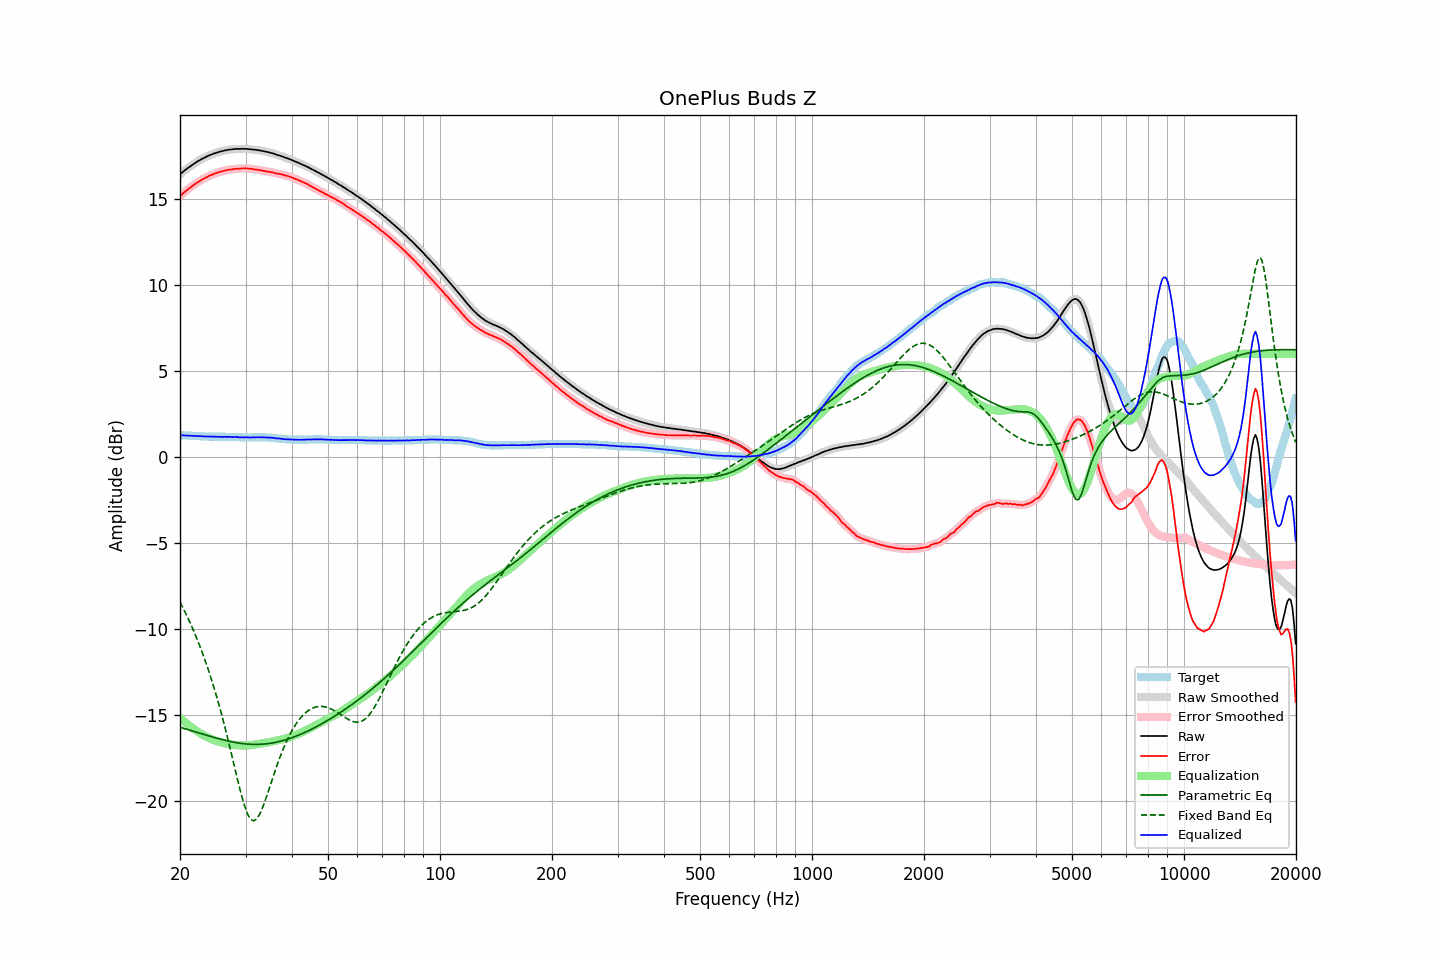 OnePlus Buds Z
Amplitude (dBr)
15
10
5
0
−5
−10
−15
−20
20
50
100
200
500
1000
2000
5000
10000
20000
Frequency (Hz)
Target
Raw Smoothed
Error Smoothed
Raw
Error
Equalization
Parametric Eq
Fixed Band Eq
Equalized